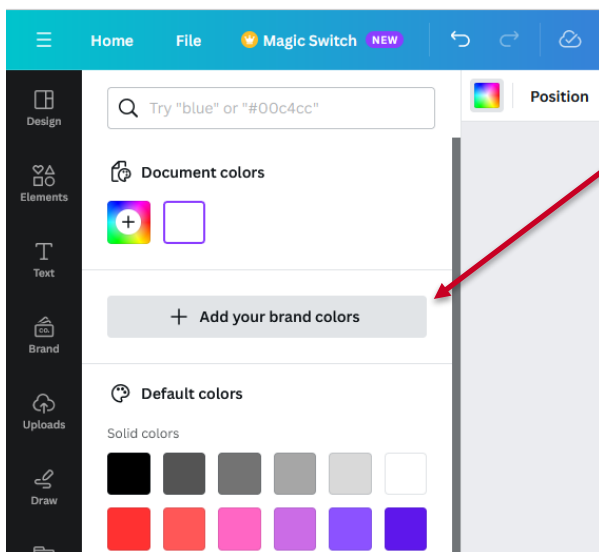 Home File Magic Switch NEW
Design
Elements
Text
CO.
Brand
Uploads
Draw
Try "blue" or "#00c4cc"
Document colors
+ Add your brand colors
Default colors
Solid colors
Position